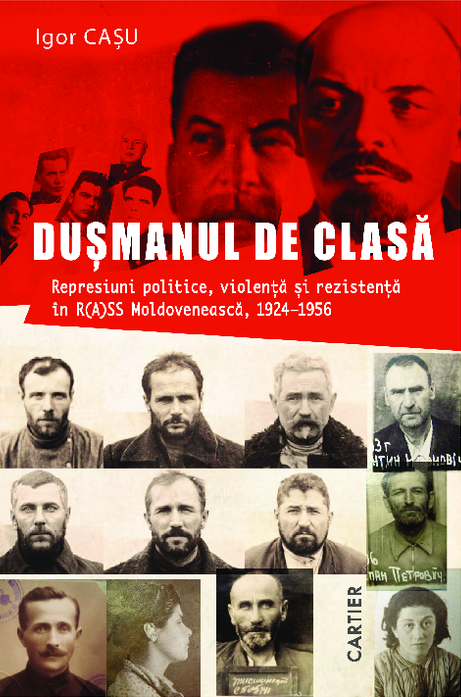 Igor CAȘU
DUȘMANUL DE CLASĂ
Represiuni politice, violență și rezistență
în R(A)SS Moldovenească, 1924–1956
CARTIER